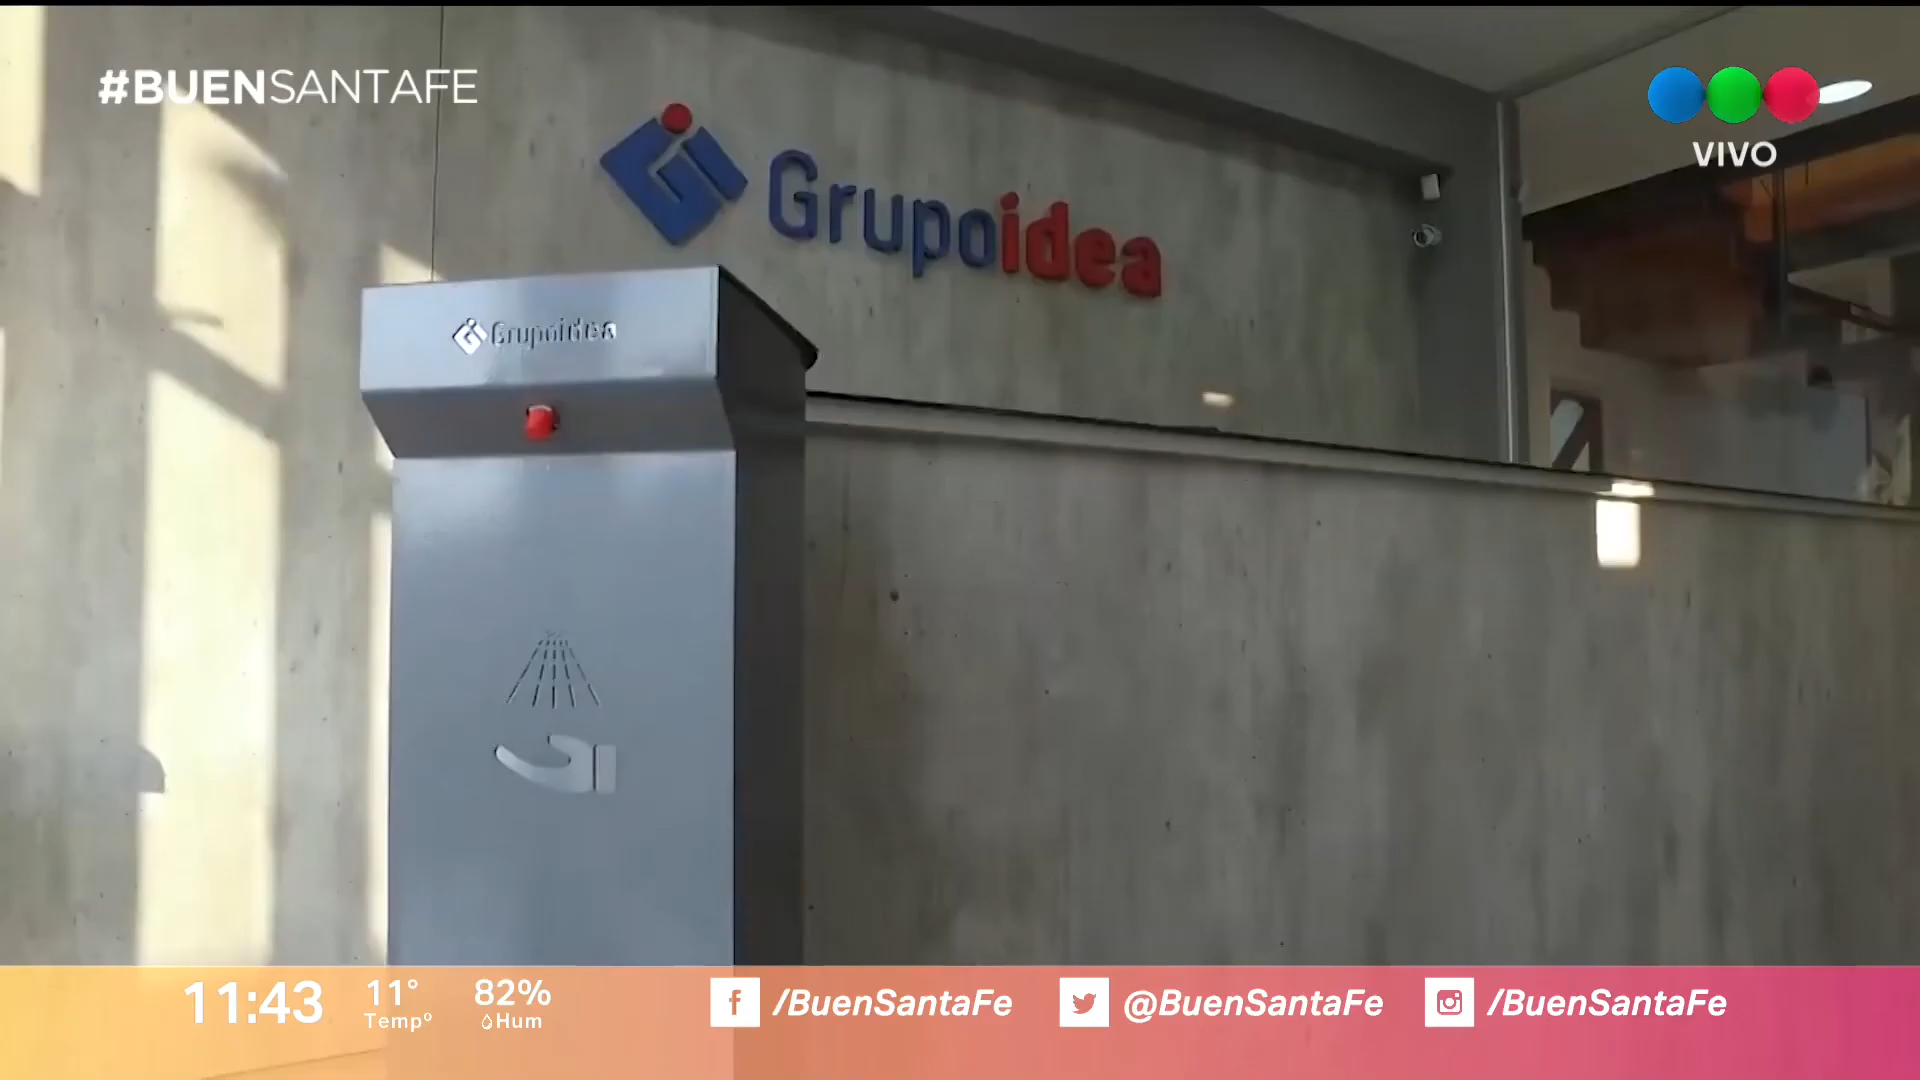 #BUENSANTAFE
VIVO
Grupoidea
Grupoidea
11:43
11°
Tempº
82%
Hum
/BuenSantaFe
@BuenSantaFe
/BuenSantaFe